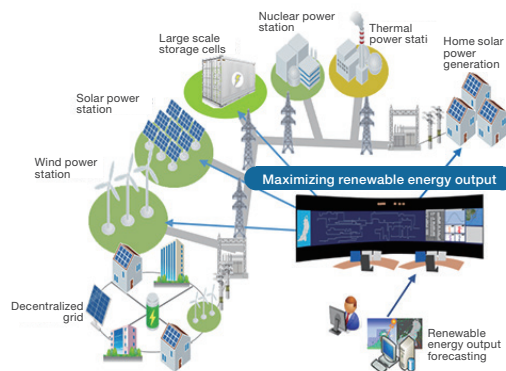 Nuclear power
station
Thermal
power stati
Large scale
storage cells
Home solar
power
generation
Solar power
station
Wind power
station
Maximizing renewable energy output
Decentralized
grid
Renewable
energy output
forecasting